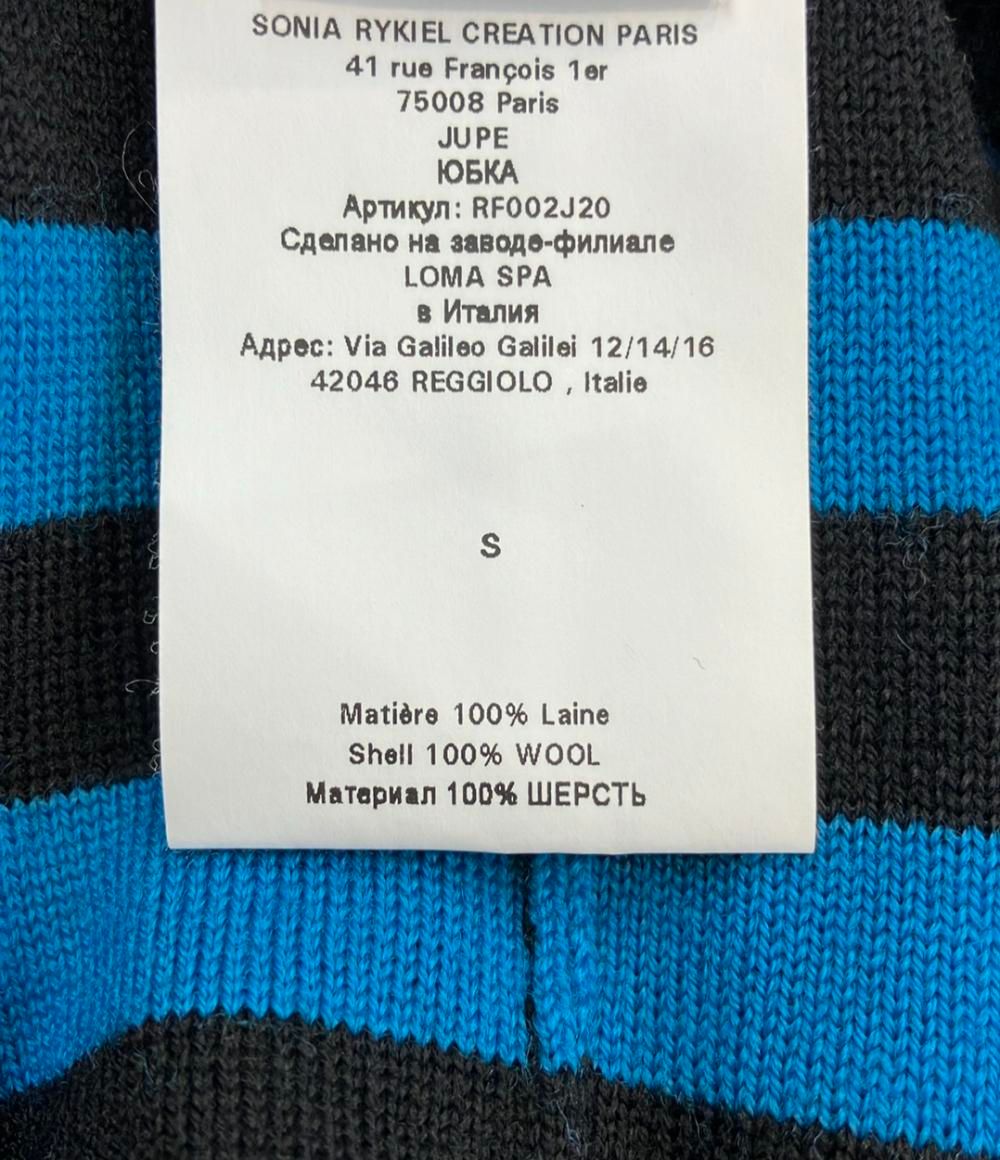 SONIA RYKIEL CREATION PARIS
41 rue François 1er
75008 Paris
JUPE
ЮБКА
Артикул: RF002J20
Сделано на заводе-филиале
LOMA SPA
в Италия
Адрес: Via Galileo Galilei 12/14/16
42046 REGGIOLO , Italie
S
Matière 100% Laine
Shell 100% WOOL
Материал 100% ШЕРСТЬ